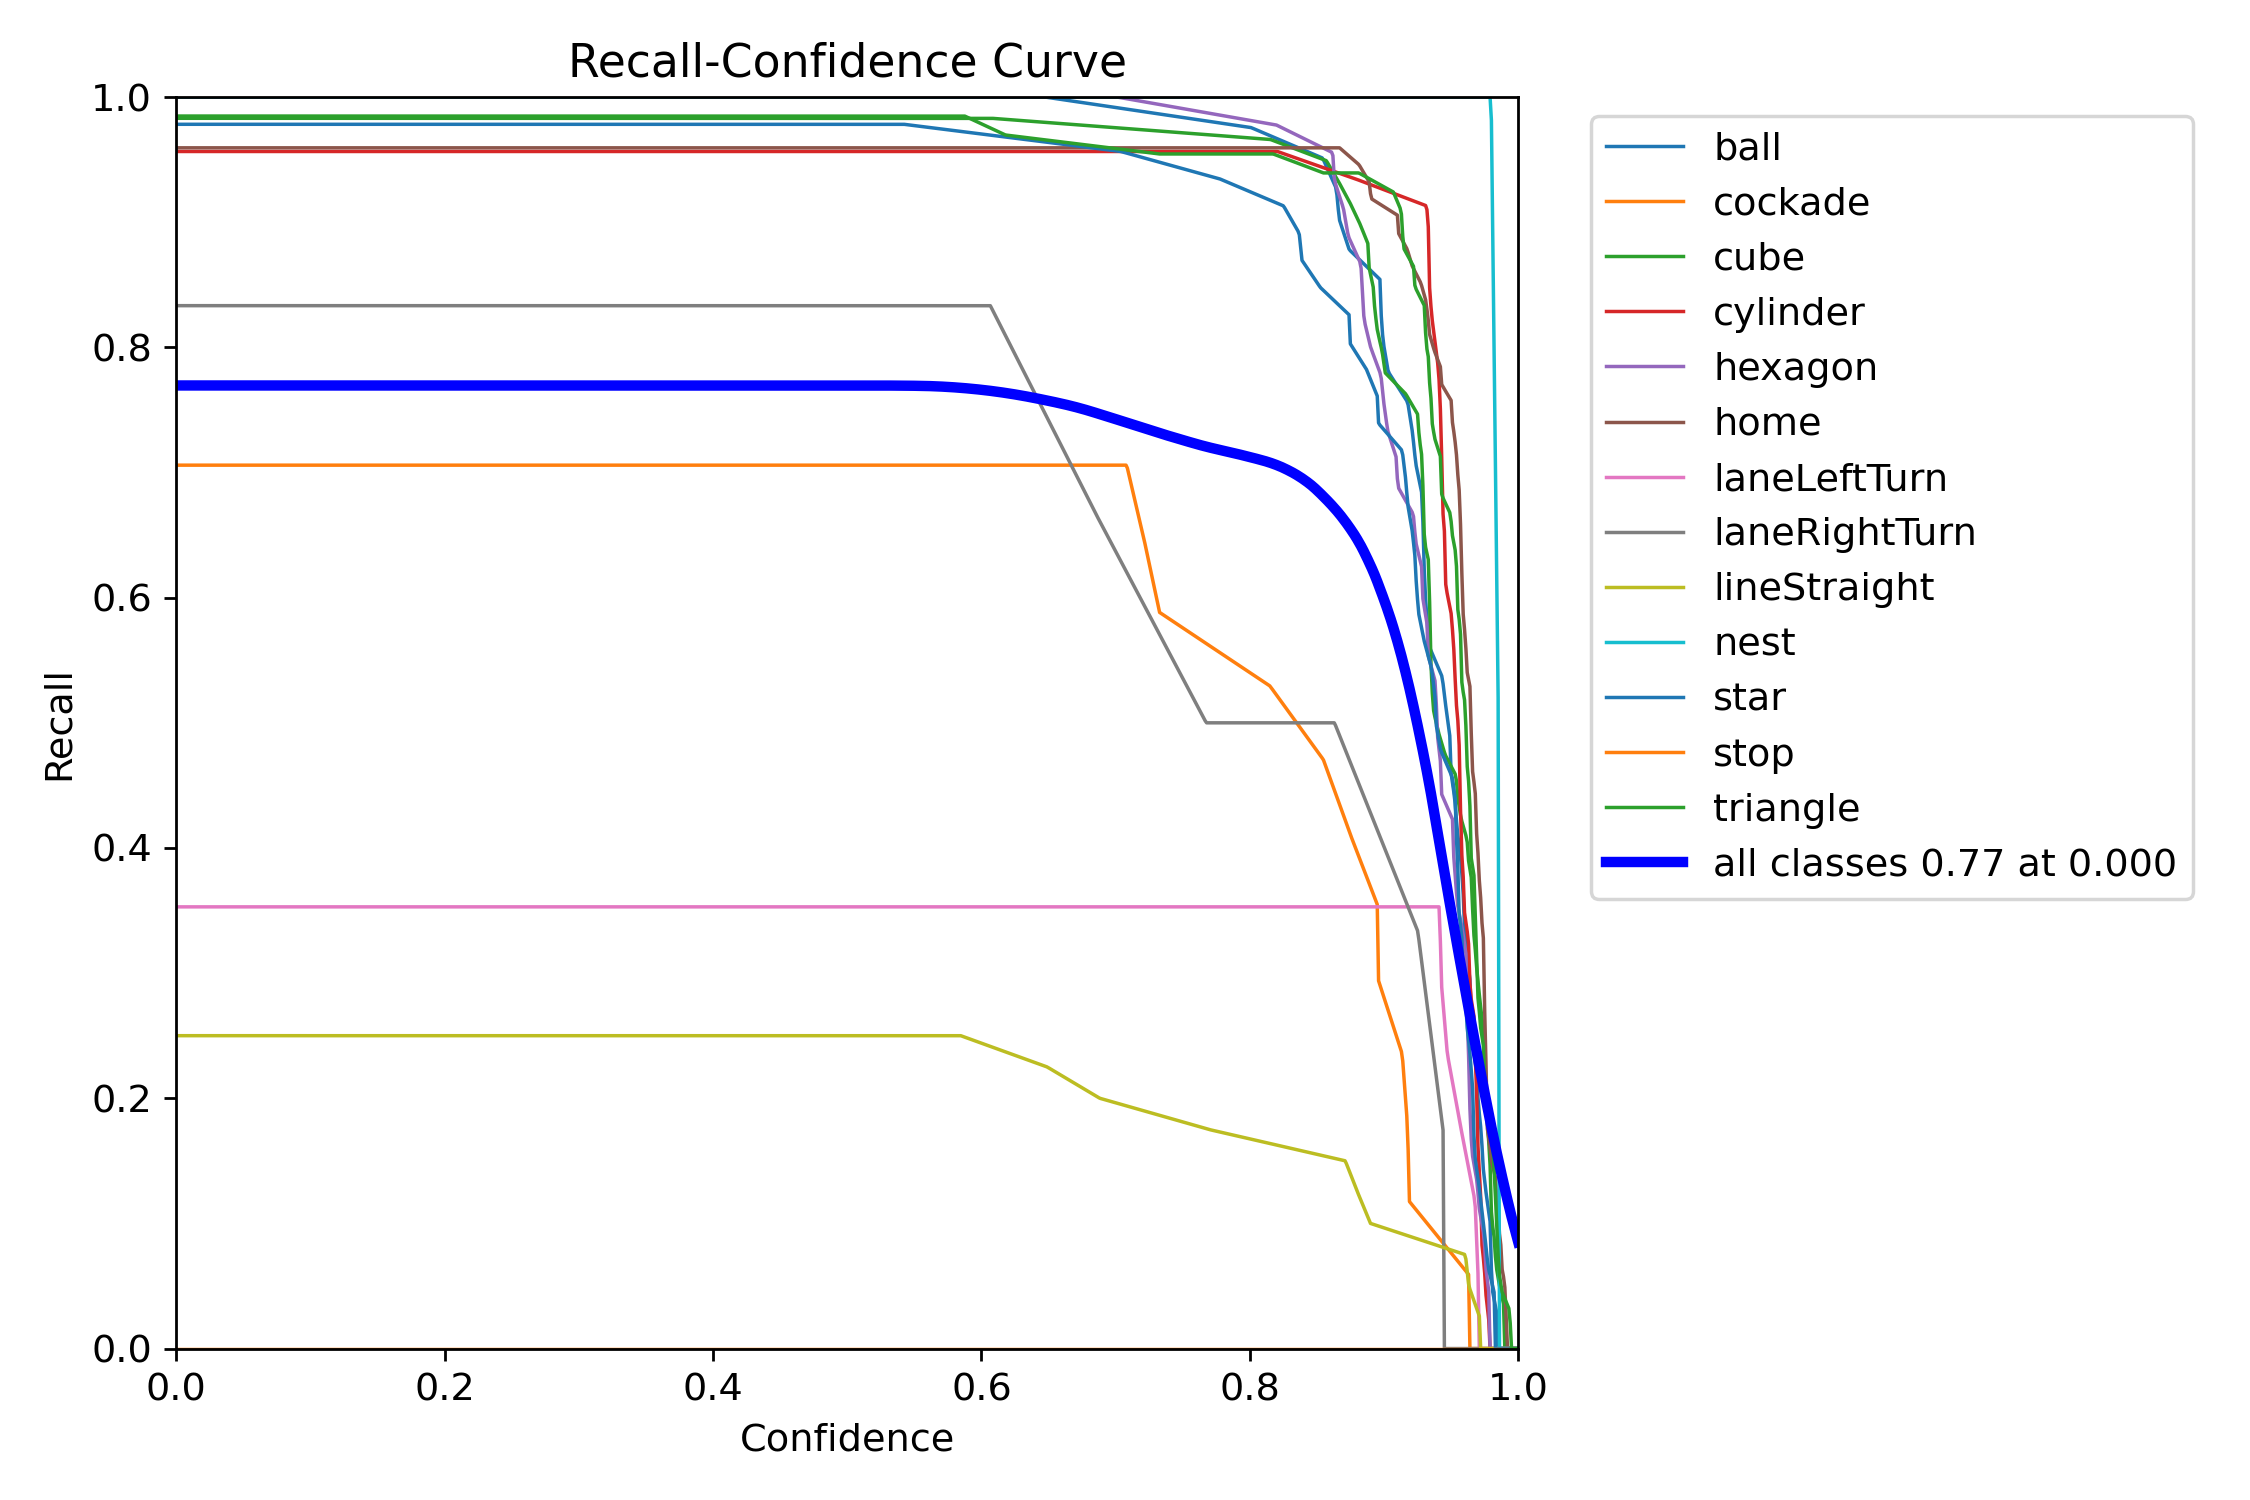 Recall-Confidence Curve
1.0
0.8
0.6
0.4
0.2
0.0
Recall
0.0 0.2 0.4 0.6 0.8 1.0
Confidence
ball
cockade
cube
cylinder
hexagon
home
laneLeftTurn
laneRightTurn
lineStraight
nest
star
stop
triangle
all classes 0.77 at 0.000